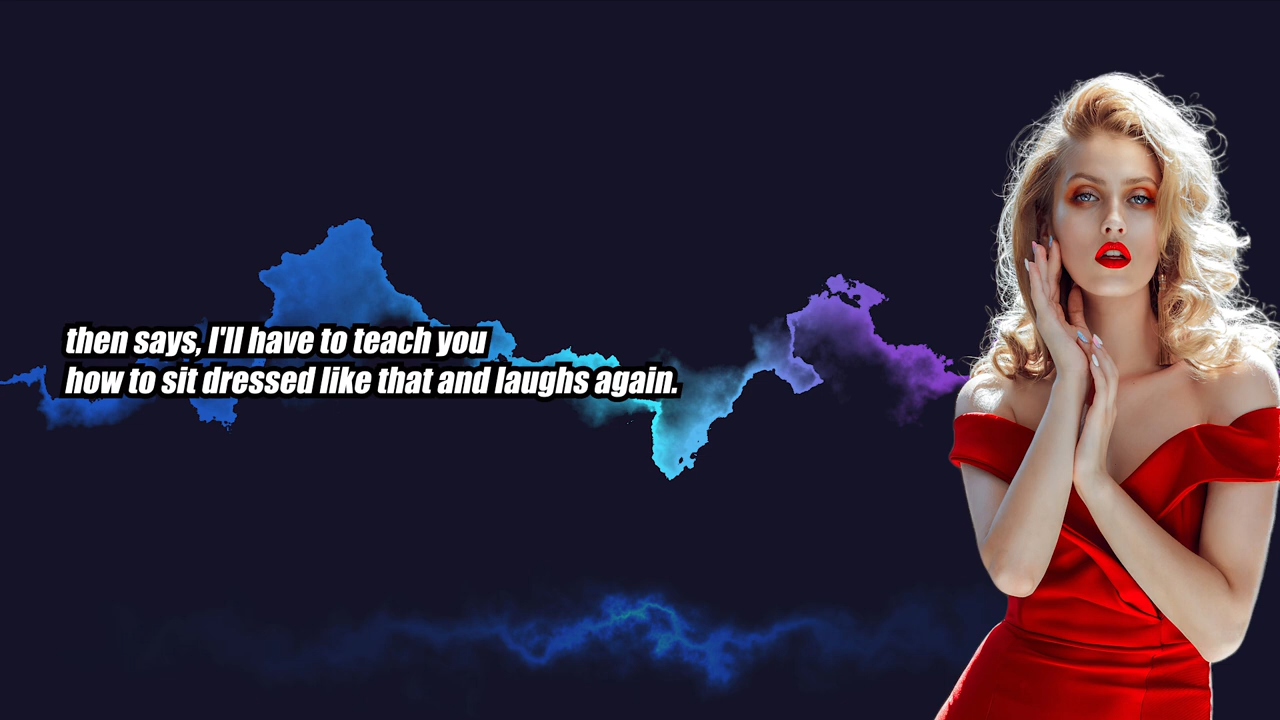 then says, I'll have to teach you
how to sit dressed like that and laughs again.